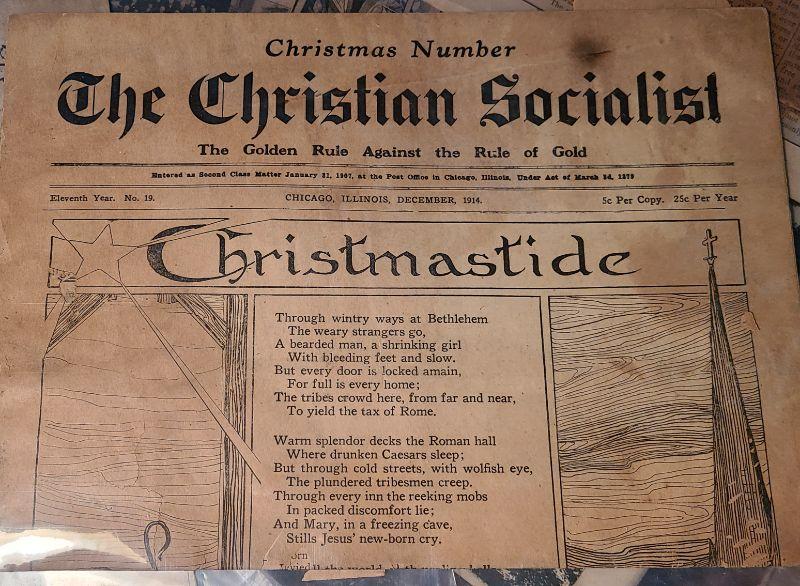 Christmas Number
The Christian Socialist
The Golden Rule Against the Rule of Gold
Entered as Second Class Matter January 31, 1907, at the Post Office in Chicago, Illinois, Under Act of March 3d, 1879
Eleventh Year. No. 19. CHICAGO, ILLINOIS, DECEMBER, 1914. 5c Per Copy. 25c Per Year
Christmastide
Through wintry ways at Bethlehem
The weary strangers go,
A bearded man, a shrinking girl
With bleeding feet and slow.
But every door is locked amain,
For full is every home;
The tribes crowd here, from far and near,
To yield the tax of Rome.
Warm splendor decks the Roman hall
Where drunken Caesars sleep;
But through cold streets, with wolfish eye,
The plundered tribesmen creep.
Through every inn the reeking mobs
In packed discomfort lie;
And Mary, in a freezing cave,
Stills Jesus' new-born cry.